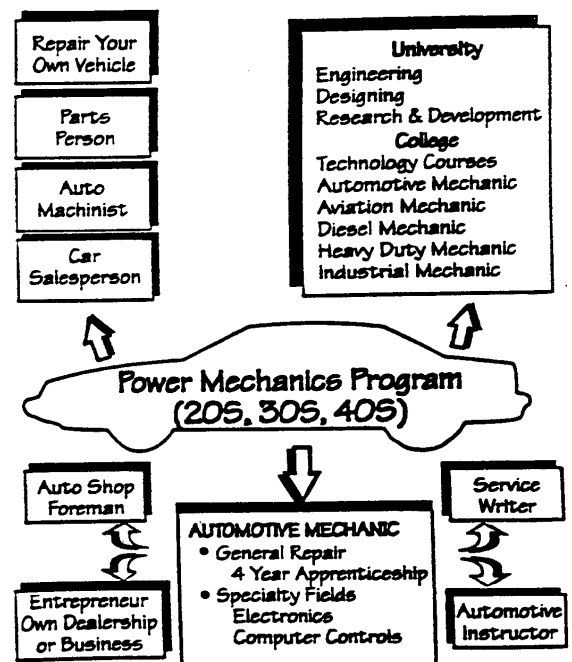 Repair Your
Own Vehicle
Parts
Person
Auto
Machinist
Car
Salesperson
University
Engineering
Designing
Research & Development
College
Technology Courses
Automotive Mechanic
Aviation Mechanic
Diesel Mechanic
Heavy Duty Mechanic
Industrial Mechanic
Power Mechanics Program
(20S, 30S, 40S)
Auto Shop
Foreman
Entrepreneur
Own Dealership
or Business
AUTOMOTIVE MECHANIC
• General Repair
4 Year Apprenticeship
• Specialty Fields
Electronics
Computer Controls
Service
Writer
Automotive
Instructor